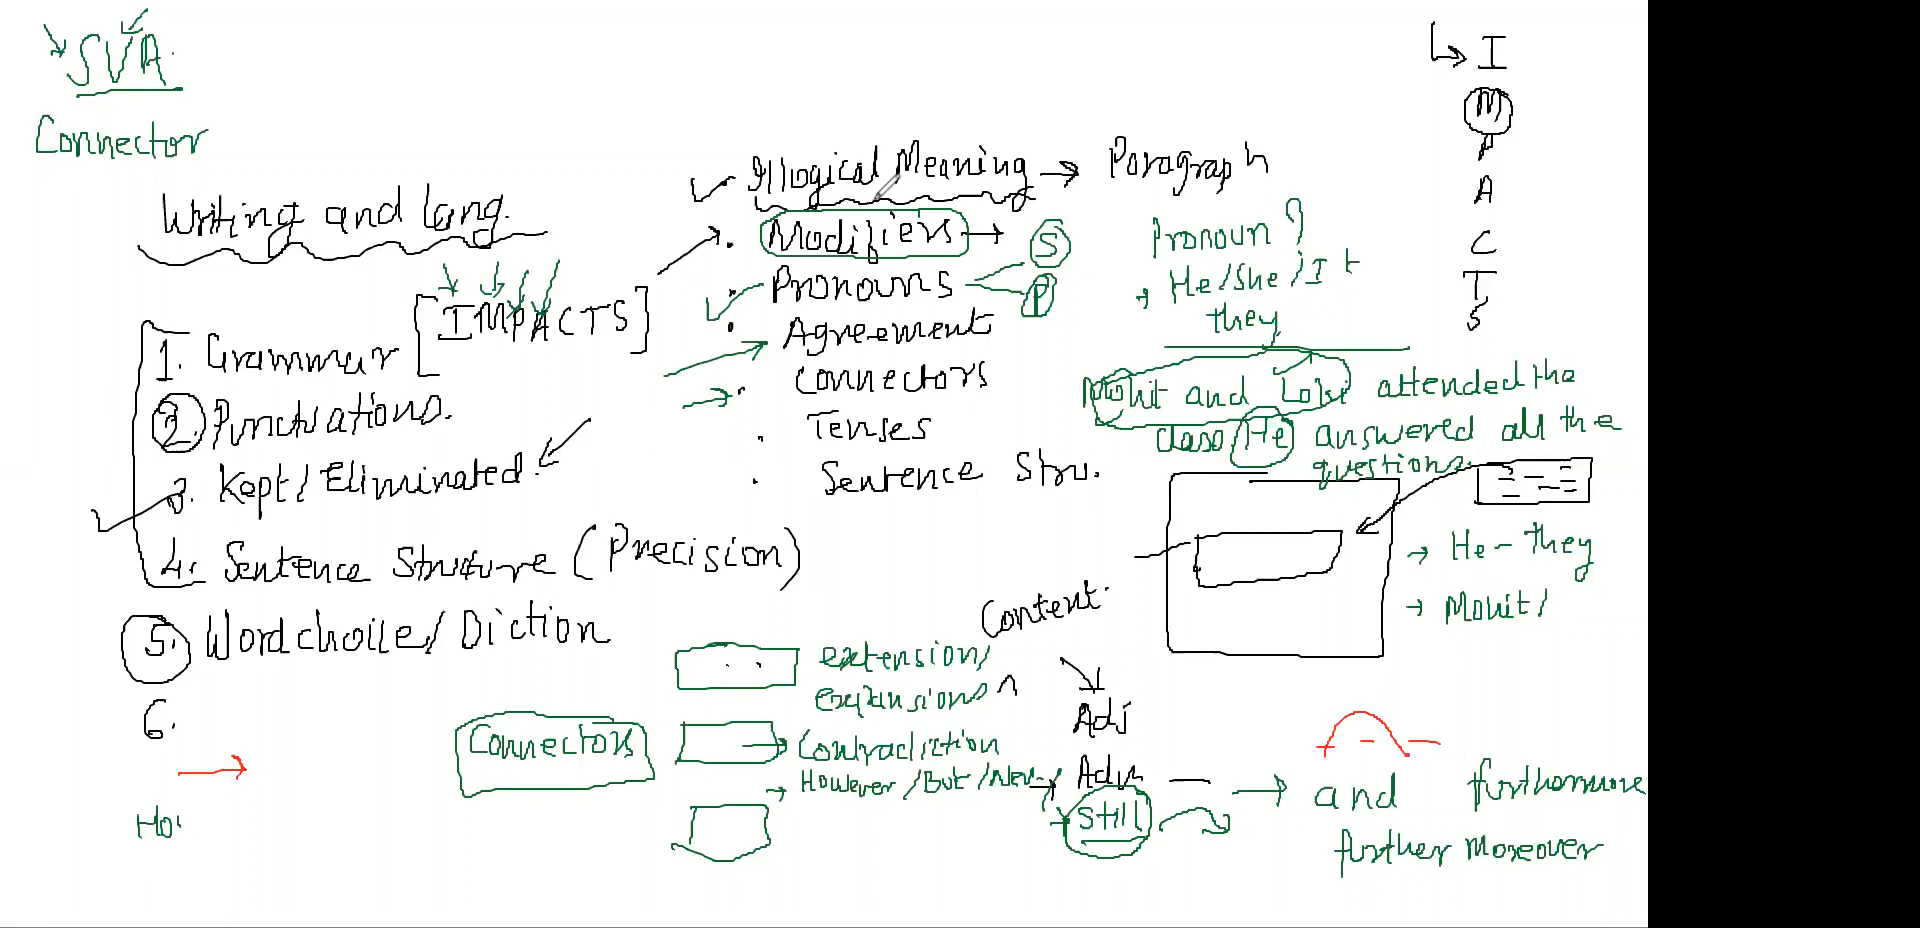 SVA
Connector
Writing and lang.
[IMPACTS]
1. Grammar
2. Punctuations.
3. Kept/Eliminated.
4. Sentence Structure (Precision)
5. Word choice/Diction
6.
Ho
Illogical Meaning → Paragraph
Modifiers → S
Pronouns P
Agreement
Connectors
Tenses
Sentence Stru.
Pronoun?
He/She/It
they
Mohit and attended the
class He answered all the
questions.
He - they
Mohit/
Content
Adj
Adv
extension/
expansions
Connectors
Contradiction
However/But/
Still
and furthermore
further moreover
I
M
P
A
C
T
S